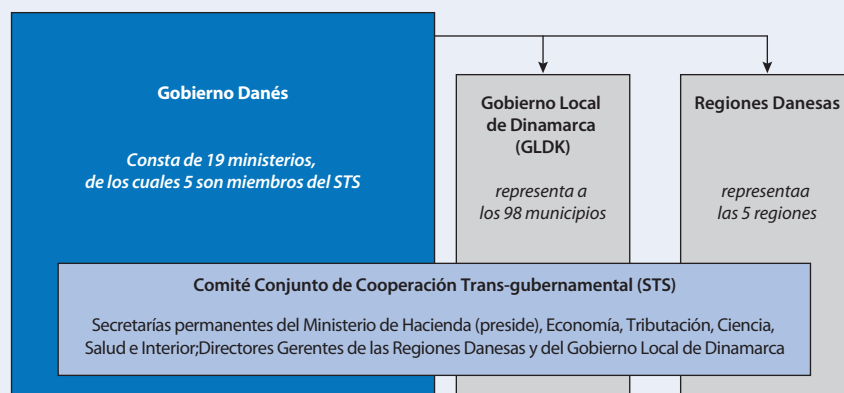 Gobierno Danés
Consta de 19 ministerios,
de los cuales 5 son miembros del STS
Gobierno Local
de Dinamarca
(GLDK)
representa a
los 98 municipios
Regiones Danesas
representaa
las 5 regiones
Comité Conjunto de Cooperación Trans-gubernamental (STS)
Secretarías permanentes del Ministerio de Hacienda (preside), Economía, Tributación, Ciencia,
Salud e Interior;Directores Gerentes de las Regiones Danesas y del Gobierno Local de Dinamarca